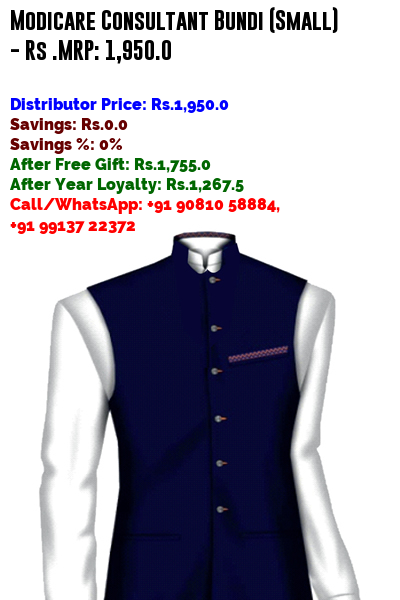 Modicare Consultant Bundi (Small)
- Rs .MRP: 1,950.0
Distributor Price: Rs.1,950.0
Savings: Rs.0.0
Savings %: 0%
After Free Gift: Rs.1,755.0
After Year Loyalty: Rs.1,267.5
Call/WhatsApp: +91 90810 58884,
+91 99137 22372